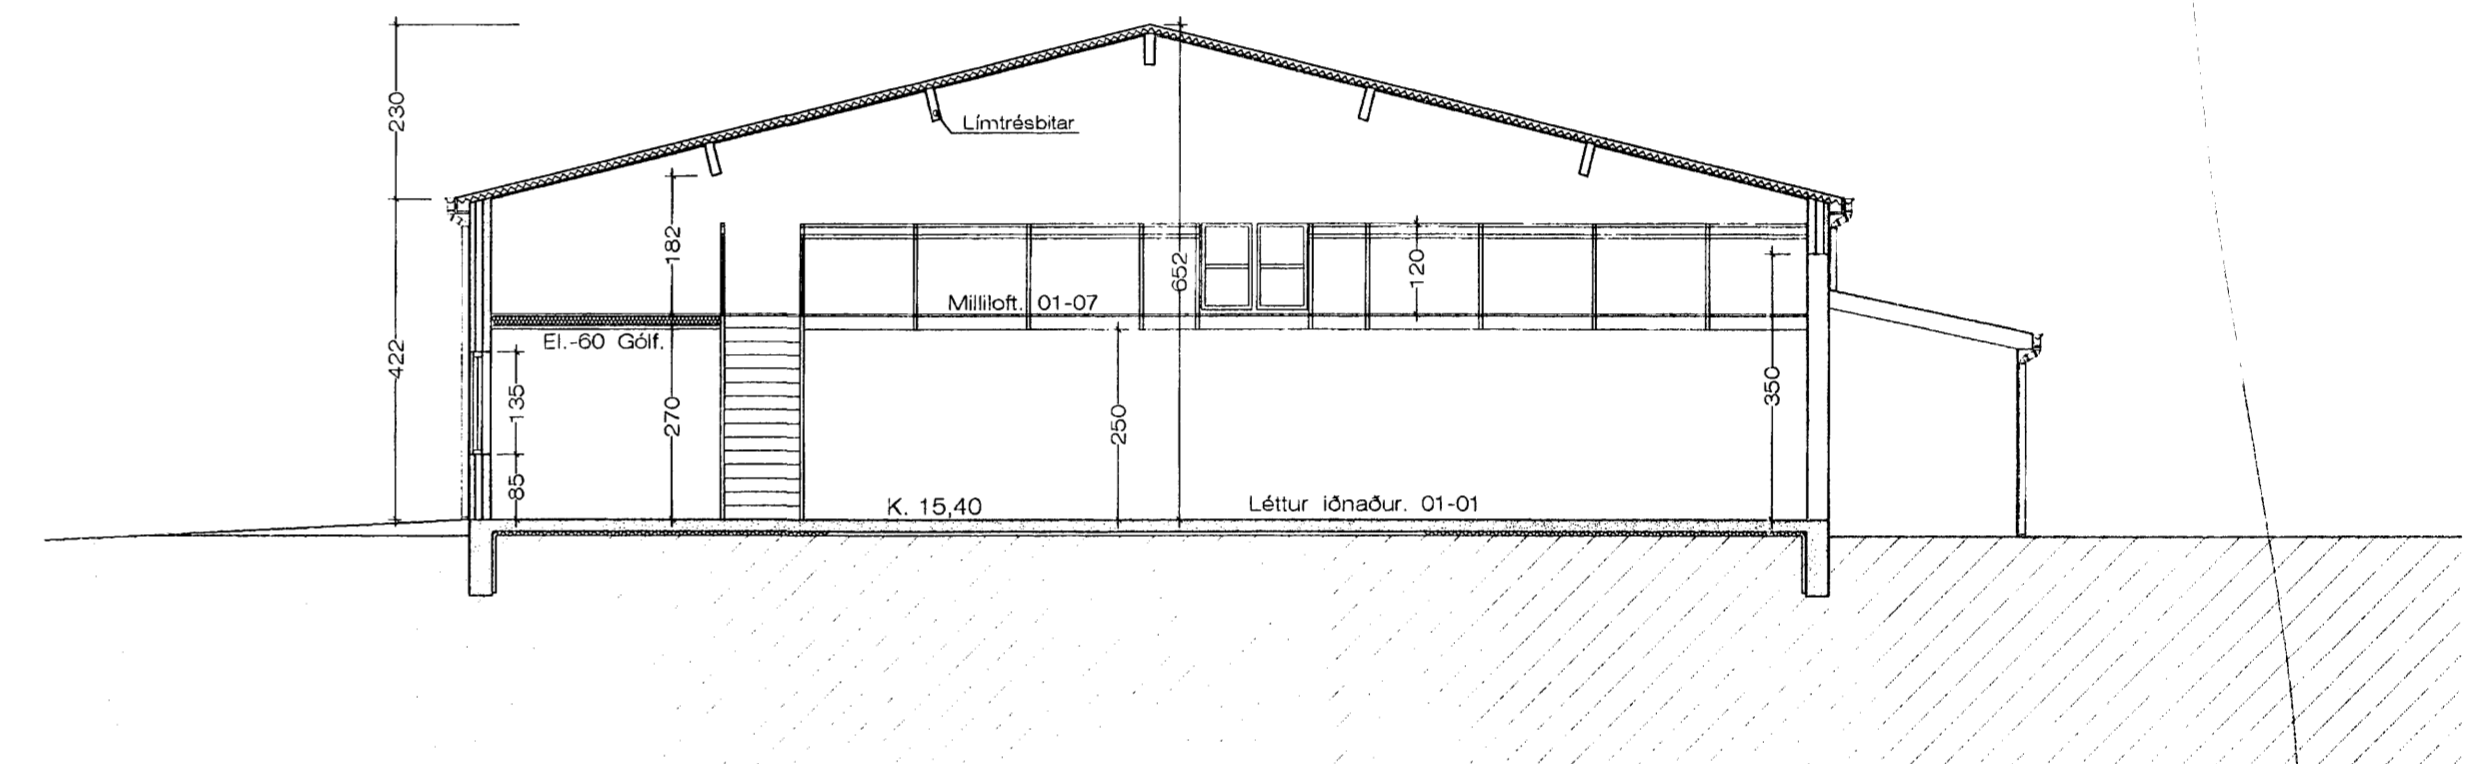 230
Límtrésbitar
182
652
120
Milliloft. 01-07
El.-60 Gólf.
422
135
270
250
350
85
K. 15,40
Léttur iðnaður. 01-01